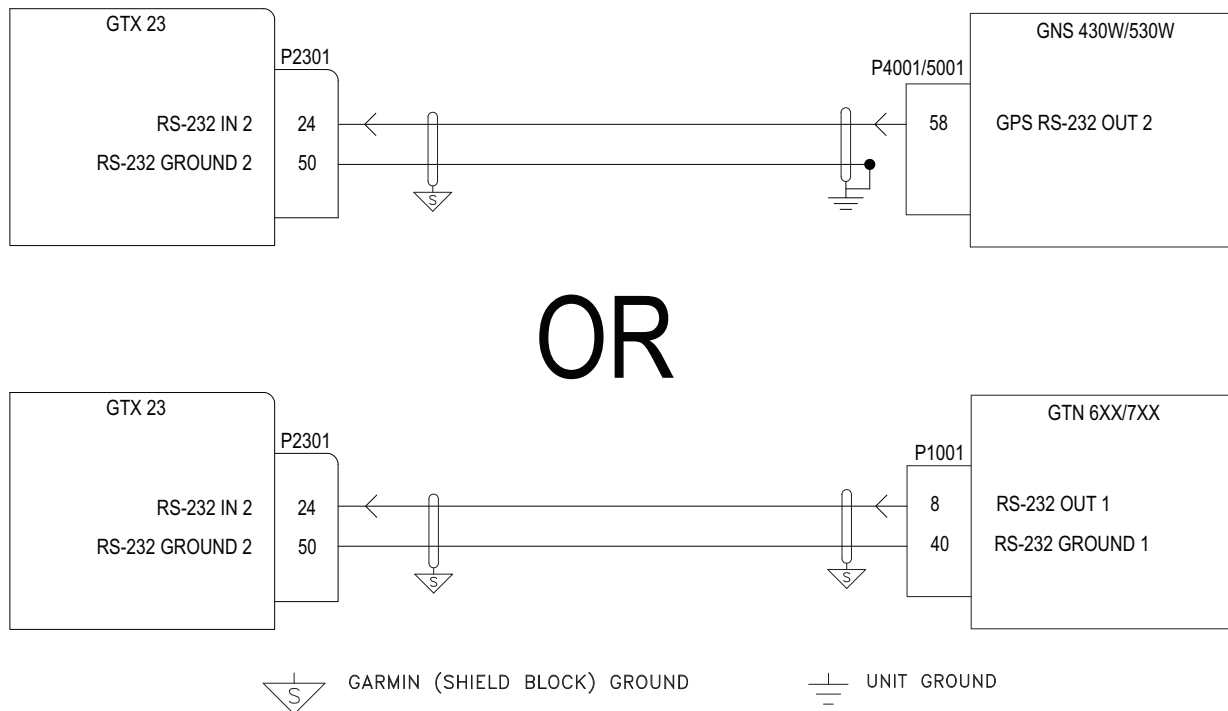 GTX 23
GNS 430W/530W
P2301
P4001/5001
RS-232 IN 2
24
58
GPS RS-232 OUT 2
RS-232 GROUND 2
50
S
OR
GTX 23
GTN 6XX/7XX
P2301
P1001
RS-232 IN 2
24
8
RS-232 OUT 1
RS-232 GROUND 2
50
40
RS-232 GROUND 1
S
S
S
GARMIN (SHIELD BLOCK) GROUND
UNIT GROUND